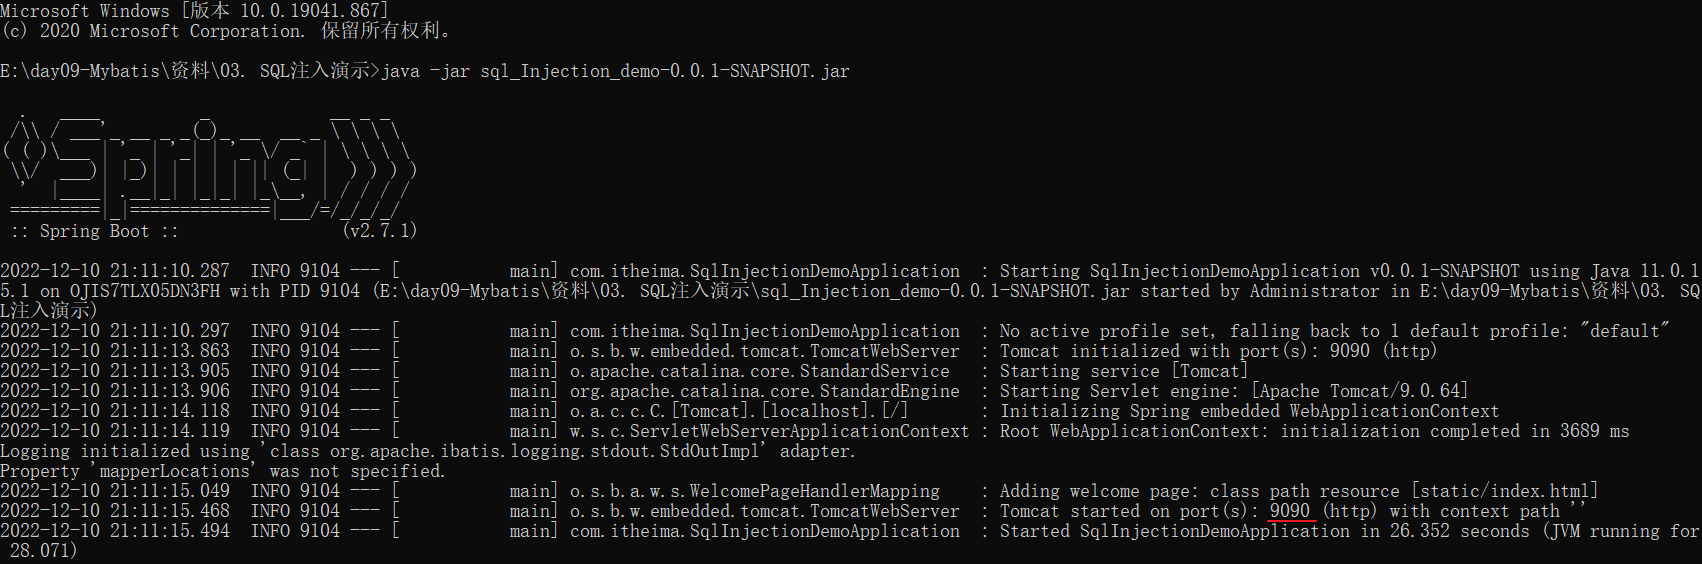 Microsoft Windows [版本 10.0.19041.867]
(c) 2020 Microsoft Corporation. 保留所有权利。
E:\day09-Mybatis\资料\03. SQL注入演示>java -jar sql_Injection_demo-0.0.1-SNAPSHOT.jar
Spring
:: Spring Boot ::                (v2.7.1)
2022-12-10 21:11:10.287  INFO 9104 --- [           main] com.itheima.SqlInjectionDemoApplication  : Starting SqlInjectionDemoApplication v0.0.1-SNAPSHOT using Java 11.0.1
5.1 on OJIS7TLX05DN3FH with PID 9104 (E:\day09-Mybatis\资料\03. SQL注入演示\sql_Injection_demo-0.0.1-SNAPSHOT.jar started by Administrator in E:\day09-Mybatis\资料\03. SQ
L注入演示)
2022-12-10 21:11:10.297  INFO 9104 --- [           main] com.itheima.SqlInjectionDemoApplication  : No active profile set, falling back to 1 default profile: "default"
2022-12-10 21:11:13.863  INFO 9104 --- [           main] o.s.b.w.embedded.tomcat.TomcatWebServer  : Tomcat initialized with port(s): 9090 (http)
2022-12-10 21:11:13.905  INFO 9104 --- [           main] o.apache.catalina.core.StandardService   : Starting service [Tomcat]
2022-12-10 21:11:13.906  INFO 9104 --- [           main] org.apache.catalina.core.StandardEngine  : Starting Servlet engine: [Apache Tomcat/9.0.64]
2022-12-10 21:11:14.118  INFO 9104 --- [           main] o.a.c.c.C.[Tomcat].[localhost].[/]       : Initializing Spring embedded WebApplicationContext
2022-12-10 21:11:14.119  INFO 9104 --- [           main] w.s.c.ServletWebServerApplicationContext : Root WebApplicationContext: initialization completed in 3689 ms
Logging initialized using 'class org.apache.ibatis.logging.stdout.StdOutImpl' adapter.
Property 'mapperLocations' was not specified.
2022-12-10 21:11:15.049  INFO 9104 --- [           main] o.s.b.a.w.s.WelcomePageHandlerMapping    : Adding welcome page: class path resource [static/index.html]
2022-12-10 21:11:15.468  INFO 9104 --- [           main] o.s.b.w.embedded.tomcat.TomcatWebServer  : Tomcat started on port(s): 9090 (http) with context path ''
2022-12-10 21:11:15.494  INFO 9104 --- [           main] com.itheima.SqlInjectionDemoApplication  : Started SqlInjectionDemoApplication in 26.352 seconds (JVM running for
28.071)